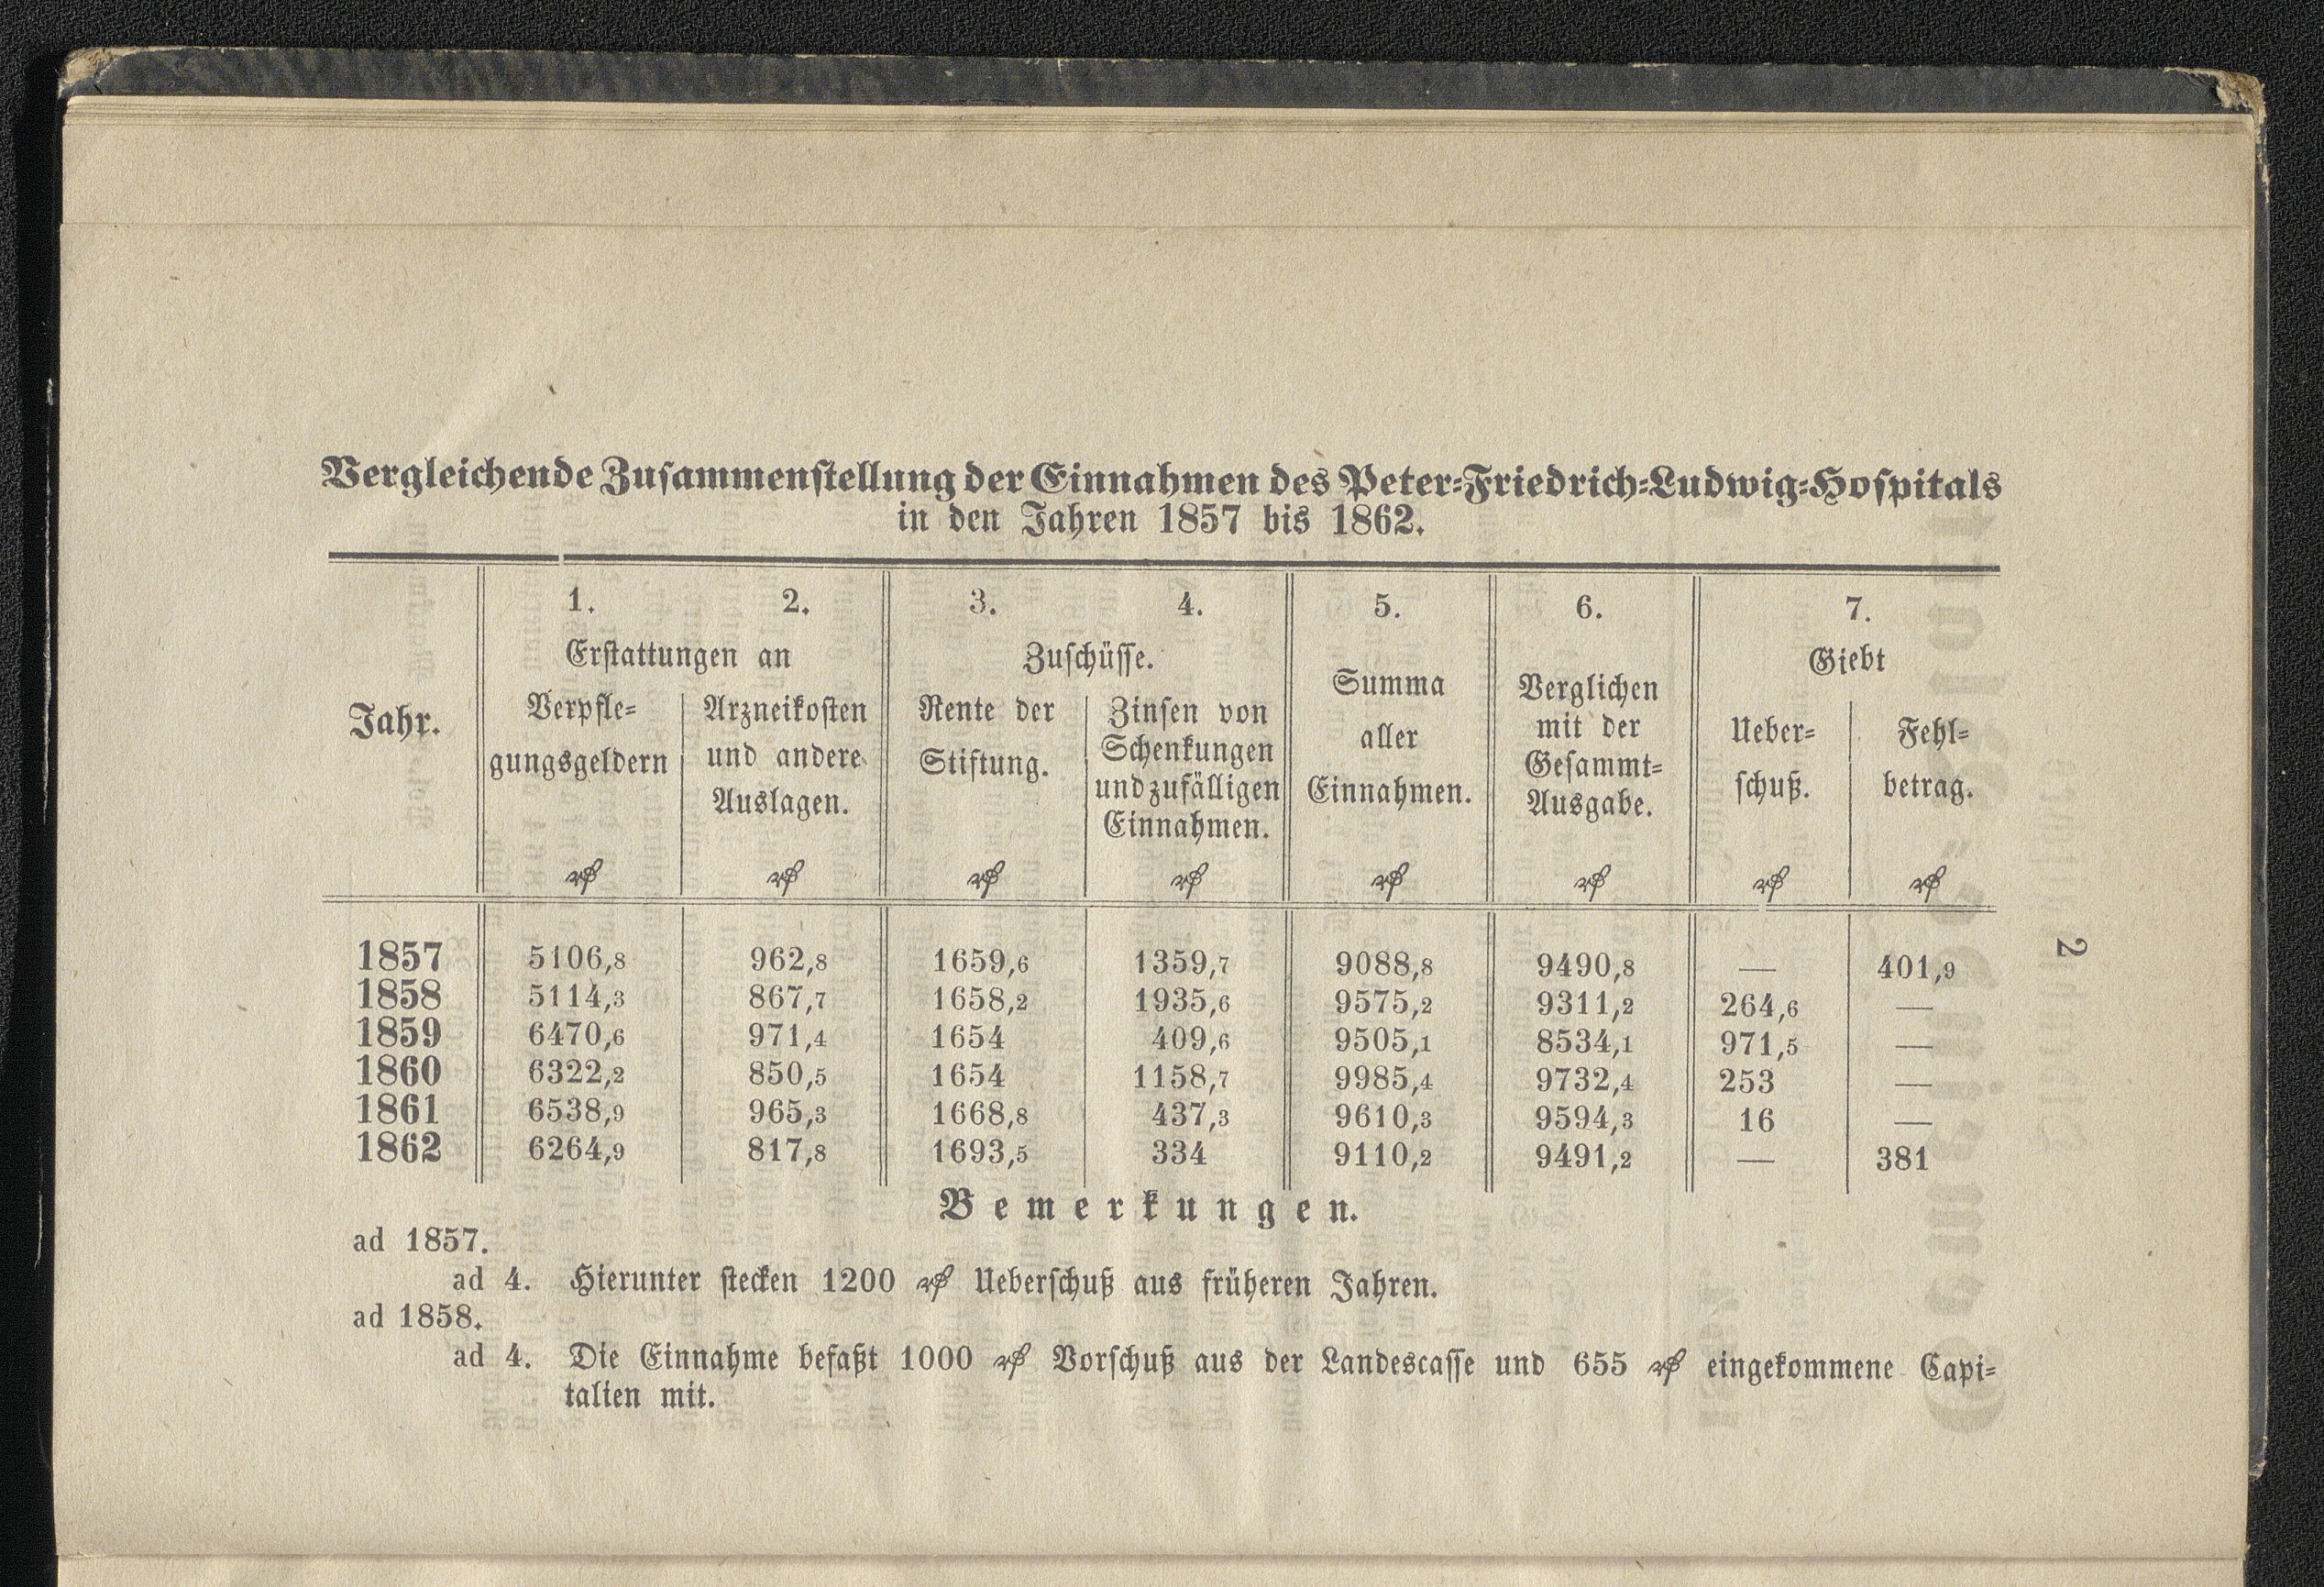 Vergleichende Zusammenstellung der Einnahmen des Peter-Friedrich-Ludwig-Hospitals
in den Jahren 1857 bis 1862.
1. 2. 3. 4. 5. 6. 7.
Erstattungen an Zuschüsse. Giebt
Jahr. Verpfle- gungsgeldern
Arzneikosten und andere Auslagen.
Rente der Stiftung.
Zinsen von Schenkungen und zufälligen Einnahmen.
Summa aller Einnahmen.
Verglichen mit der Gesammt- Ausgabe.
Ueber- schuß.
Fehl- betrag.
₰ ₰ ₰ ₰ ₰ ₰ ₰ ₰
1857 5106,8 962,8 1659,6 1359,7 9088,8 9490,8 — 401,9
1858 5114,3 867,7 1658,2 1935,6 9575,2 9311,2 264,6 —
1859 6470,6 971,4 1654 409,6 9505,1 8534,1 971,5 —
1860 6322,2 850,5 1654 1158,7 9985,4 9732,4 253 —
1861 6538,9 965,3 1668,8 437,3 9610,3 9594,3 16 —
1862 6264,9 817,8 1693,5 334 9110,2 9491,2 — 381
Bemerkungen.
ad 1857.
ad 4. Hierunter stecken 1200 ₰ Ueberschuß aus früheren Jahren.
ad 1858.
ad 4. Die Einnahme befaßt 1000 ₰ Vorschuß aus der Landescasse und 655 ₰ eingekommene Capi-
talien mit.
2